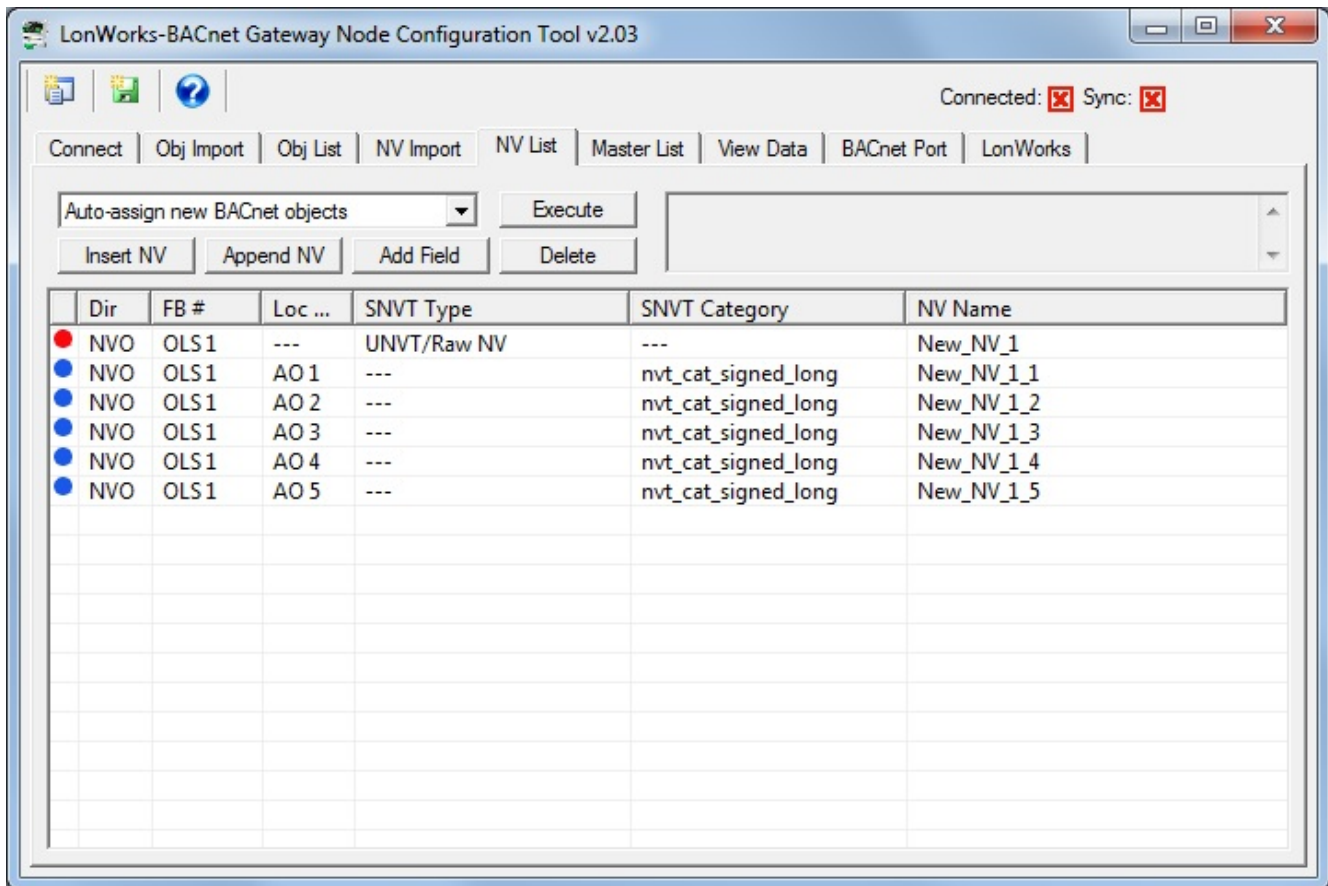 LonWorks-BACnet Gateway Node Configuration Tool v2.03
Connected: Sync:
Connect Obj Import Obj List NV Import NV List Master List View Data BACnet Port LonWorks
Auto-assign new BACnet objects Execute
Insert NV Append NV Add Field Delete
Dir FB # Loc ... SNVT Type SNVT Category NV Name
NVO OLS1 --- UNVT/Raw NV --- New_NV_1
NVO OLS1 AO 1 --- nvt_cat_signed_long New_NV_1_1
NVO OLS1 AO 2 --- nvt_cat_signed_long New_NV_1_2
NVO OLS1 AO 3 --- nvt_cat_signed_long New_NV_1_3
NVO OLS1 AO 4 --- nvt_cat_signed_long New_NV_1_4
NVO OLS1 AO 5 --- nvt_cat_signed_long New_NV_1_5